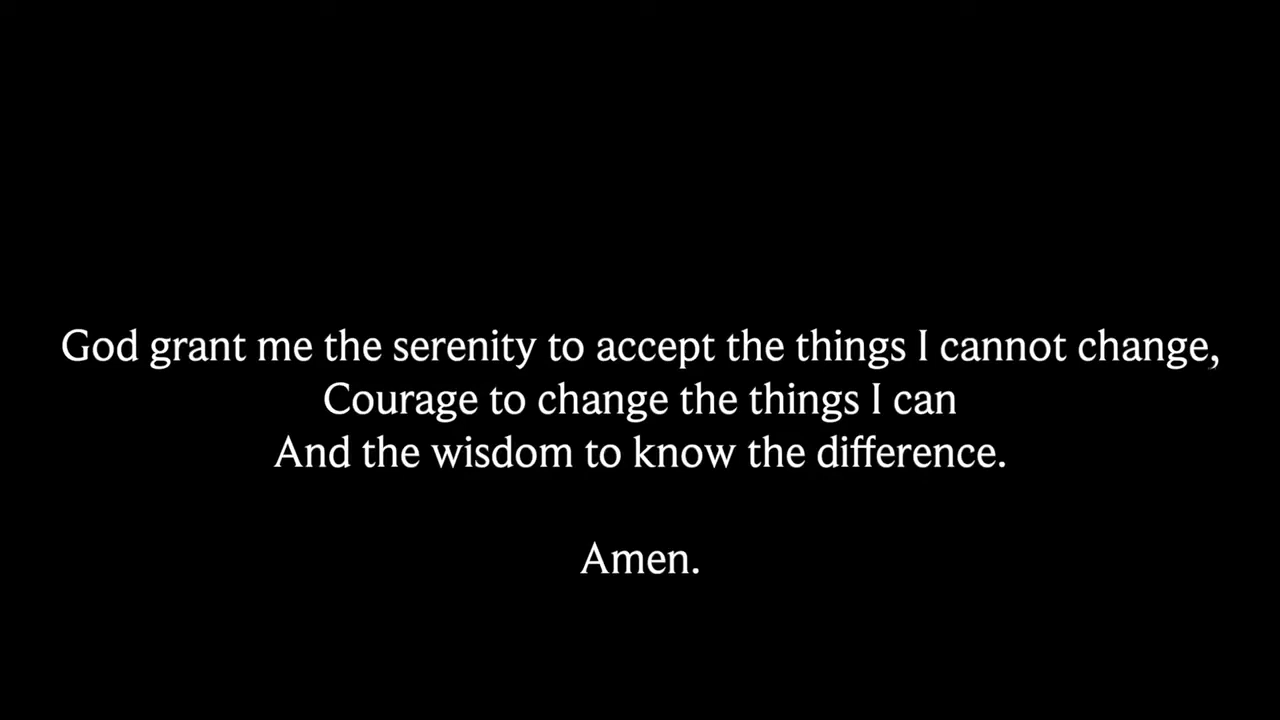 God grant me the serenity to accept the things I cannot change,
Courage to change the things I can
And the wisdom to know the difference.
Amen.